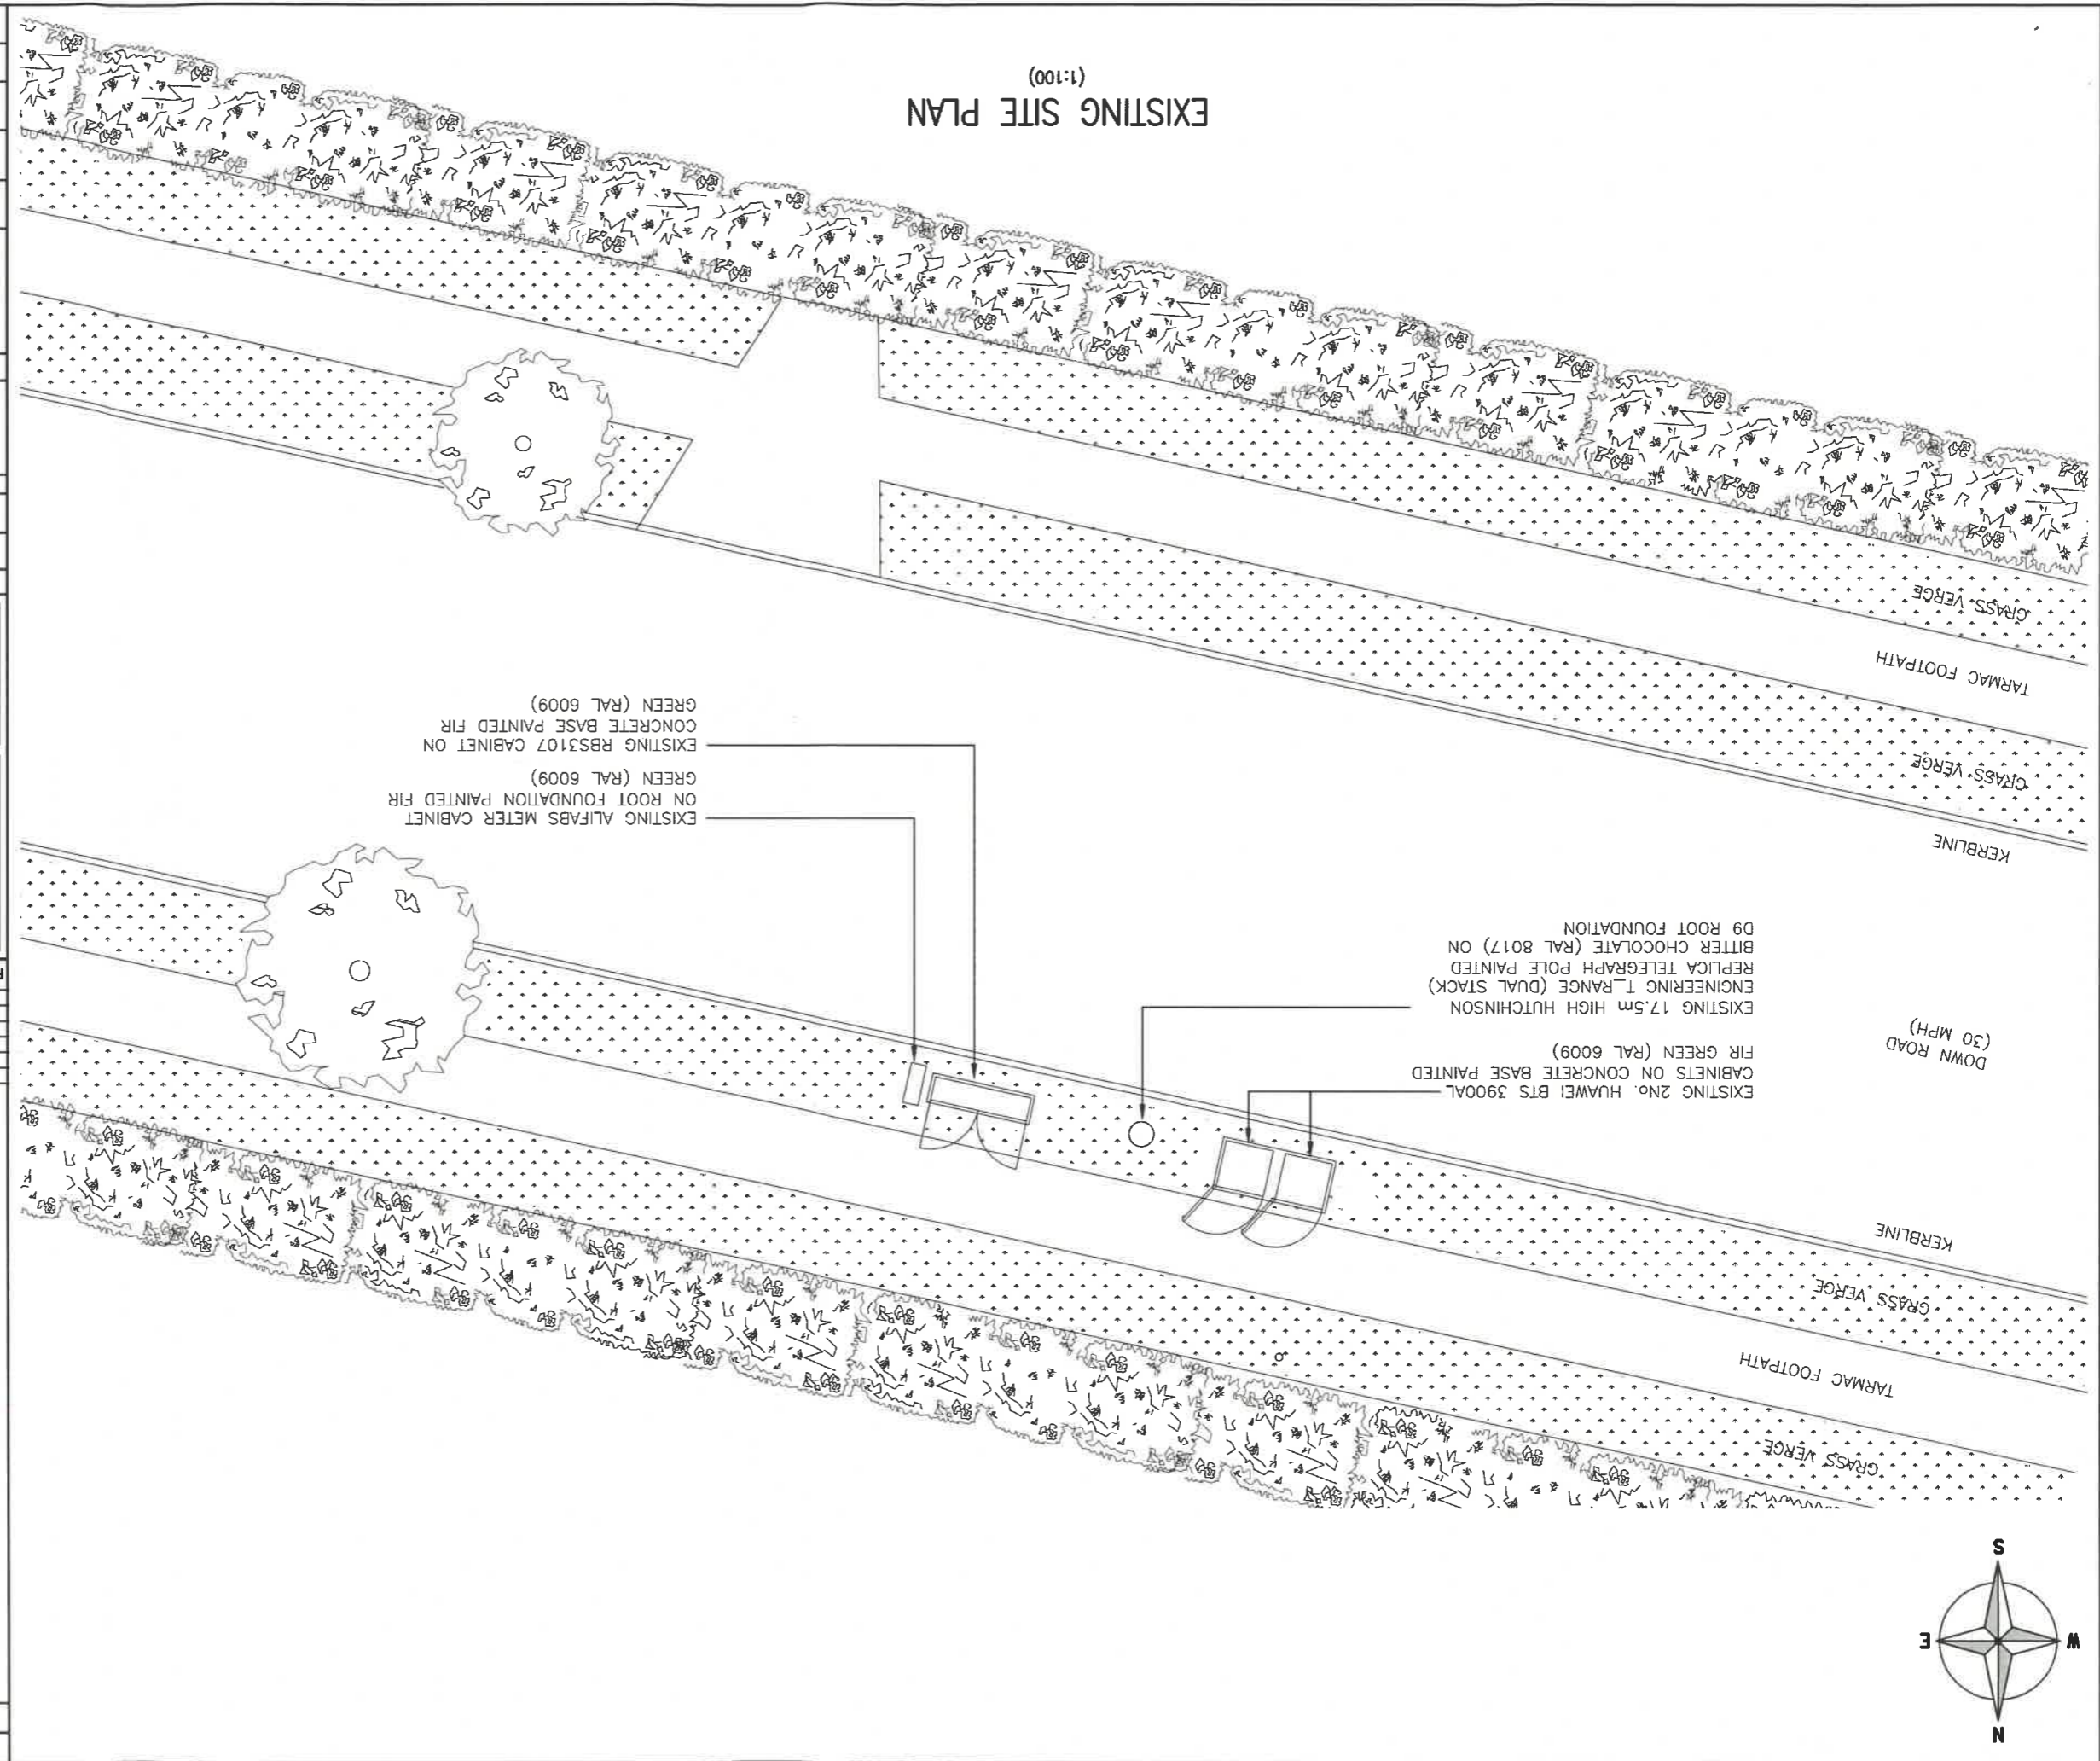 N
W
E
S
GRASS VERGE
TARMAC FOOTPATH
GRASS VERGE
KERBLINE
DOWN ROAD
(30 MPH)
EXISTING 2No. HUAWEI BTS 3900AL
CABINETS ON CONCRETE BASE PAINTED
FIR GREEN (RAL 6009)
EXISTING 17.5m HIGH HUTCHINSON
ENGINEERING T_RANGE (DUAL STACK)
REPLICA TELEGRAPH POLE PAINTED
BITTER CHOCOLATE (RAL 8017) ON
D9 ROOT FOUNDATION
EXISTING ALIFABS METER CABINET
ON ROOT FOUNDATION PAINTED FIR
GREEN (RAL 6009)
EXISTING RBS3107 CABINET ON
CONCRETE BASE PAINTED FIR
GREEN (RAL 6009)
KERBLINE
GRASS VERGE
TARMAC FOOTPATH
GRASS VERGE
EXISTING SITE PLAN
(1:100)